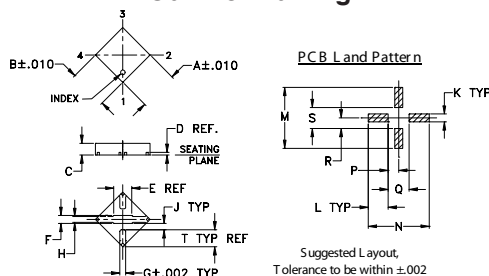 3
4
2
B±.010
A±.010
INDEX
1
D REF.
SEATING
PLANE
C
E REF
J TYP
F
H
T TYP REF
G±.002 TYP
PCB Land Pattern
K TYP
M
S
R
P
Q
L TYP
N
Suggested Layout,
Tolerance to be within ±.002